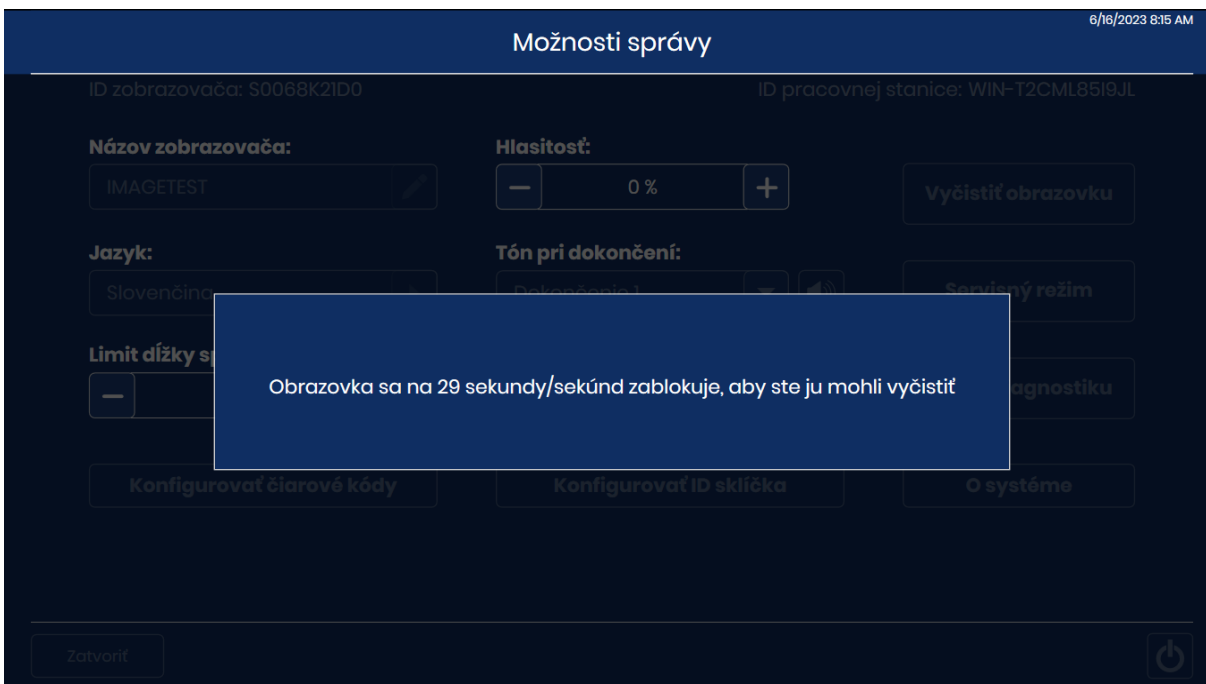 6/16/2023 8:15 AM
Možnosti správy
ID zobrazovača: S0068K21D0
ID pracovnej stanice: WIN-T2CML85I9JL
Názov zobrazovača:
Hlasitosť:
IMAGETEST
0 %
Vyčistiť obrazovku
Jazyk:
Tón pri dokončení:
Slovenčina
Dokončenie 1
Servisný režim
Limit dĺžky
Obrazovka sa na 29 sekundy/sekúnd zablokuje, aby ste ju mohli vyčistiť
Konfigurovať čiarové kódy
Konfigurovať ID sklíčka
O systéme
Zatvoriť